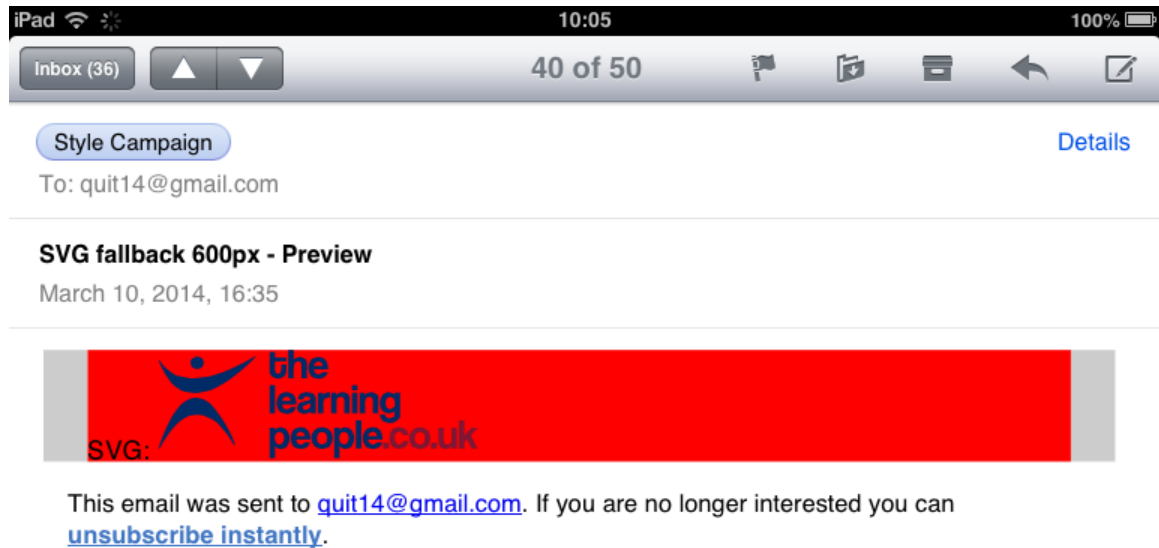 iPad 10:05 100%
Inbox (36) 40 of 50
Style Campaign Details
To: quit14@gmail.com
SVG fallback 600px - Preview
March 10, 2014, 16:35
the
learning
SVG: people.co.uk
This email was sent to quit14@gmail.com. If you are no longer interested you can
unsubscribe instantly.